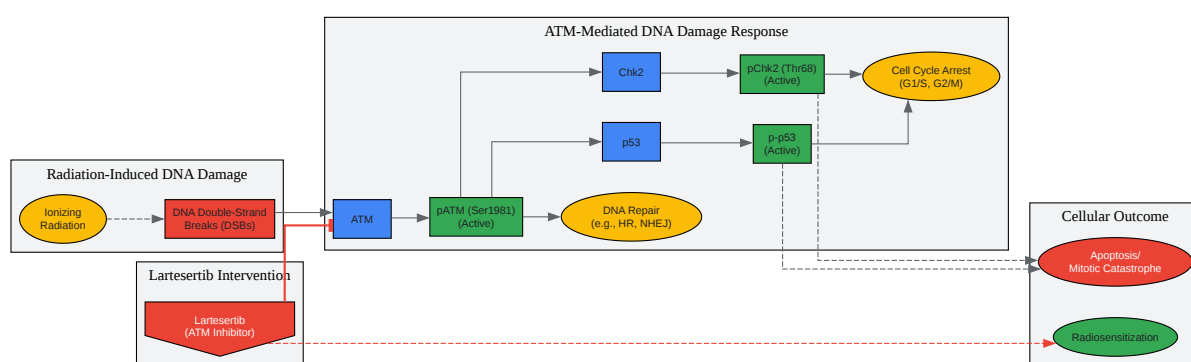 ATM-Mediated DNA Damage Response
Chk2
pChk2 (Thr68)
(Active)
Cell Cycle Arrest
(G1/S, G2/M)
p53
p-p53
(Active)
Radiation-Induced DNA Damage
Ionizing
Radiation
DNA Double-Strand
Breaks (DSBs)
ATM
pATM (Ser1981)
(Active)
DNA Repair
(e.g., HR, NHEJ)
Cellular Outcome
Apoptosis/
Mitotic Catastrophe
Lartesertib Intervention
Lartesertib
(ATM Inhibitor)
Radiosensitization